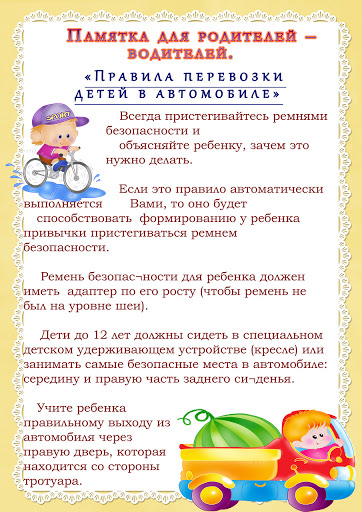 Памятка для родителей –
водителей.
«Правила перевозки
детей в автомобиле»
Всегда пристегивайтесь ремнями
безопасности и
объясняйте ребенку, зачем это
нужно делать.
Если это правило автоматически
выполняется Вами, то оно будет
способствовать формированию у ребенка
привычки пристегиваться ремнем
безопасности.
Ремень безопас¬ности для ребенка должен
иметь адаптер по его росту (чтобы ремень не
был на уровне шеи).
Дети до 12 лет должны сидеть в специальном
детском удерживающем устройстве (кресле) или
занимать самые безопасные места в автомобиле:
середину и правую часть заднего си¬денья.
Учите ребенка
правильному выходу из
автомобиля через
правую дверь, которая
находится со стороны
тротуара.